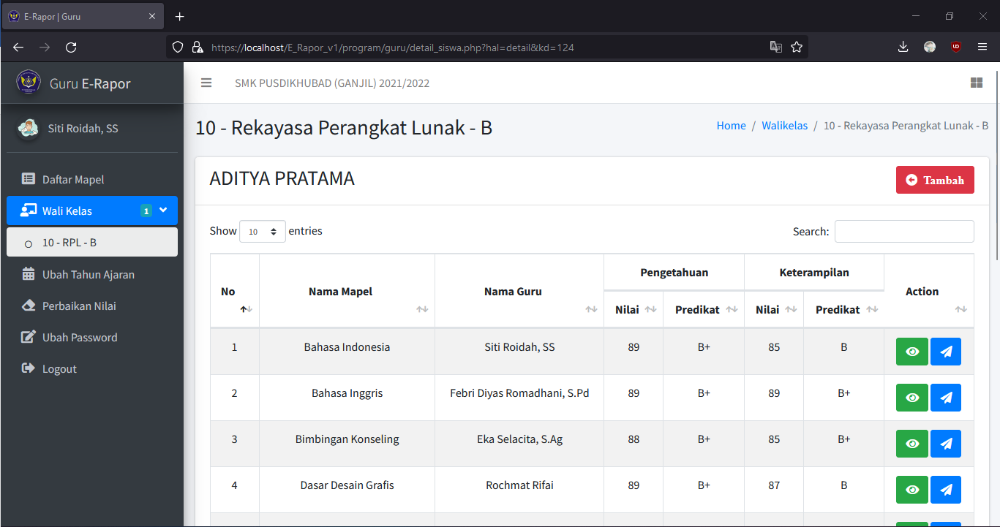 E-Rapor | Guru
https://localhost/E_Rapor_v1/program/guru/detail_siswa.php?hal=detail&kd=124
Guru E-Rapor
SMK PUSDIKHUBAD (GANJIL) 2021/2022
Siti Roidah, SS
Daftar Mapel
Wali Kelas 1
10 - RPL - B
Ubah Tahun Ajaran
Perbaikan Nilai
Ubah Password
Logout
10 - Rekayasa Perangkat Lunak - B
Home / Walikelas / 10 - Rekayasa Perangkat Lunak - B
ADITYA PRATAMA
Tambah
Show 10 entries
Search:
Pengetahuan Keterampilan
No Nama Mapel Nama Guru Action
Nilai Predikat Nilai Predikat
1 Bahasa Indonesia Siti Roidah, SS 89 B+ 85 B
2 Bahasa Inggris Febri Diyas Romadhani, S.Pd 89 B+ 89 B+
3 Bimbingan Konseling Eka Selacita, S.Ag 88 B+ 85 B+
4 Dasar Desain Grafis Rochmat Rifai 89 B+ 87 B